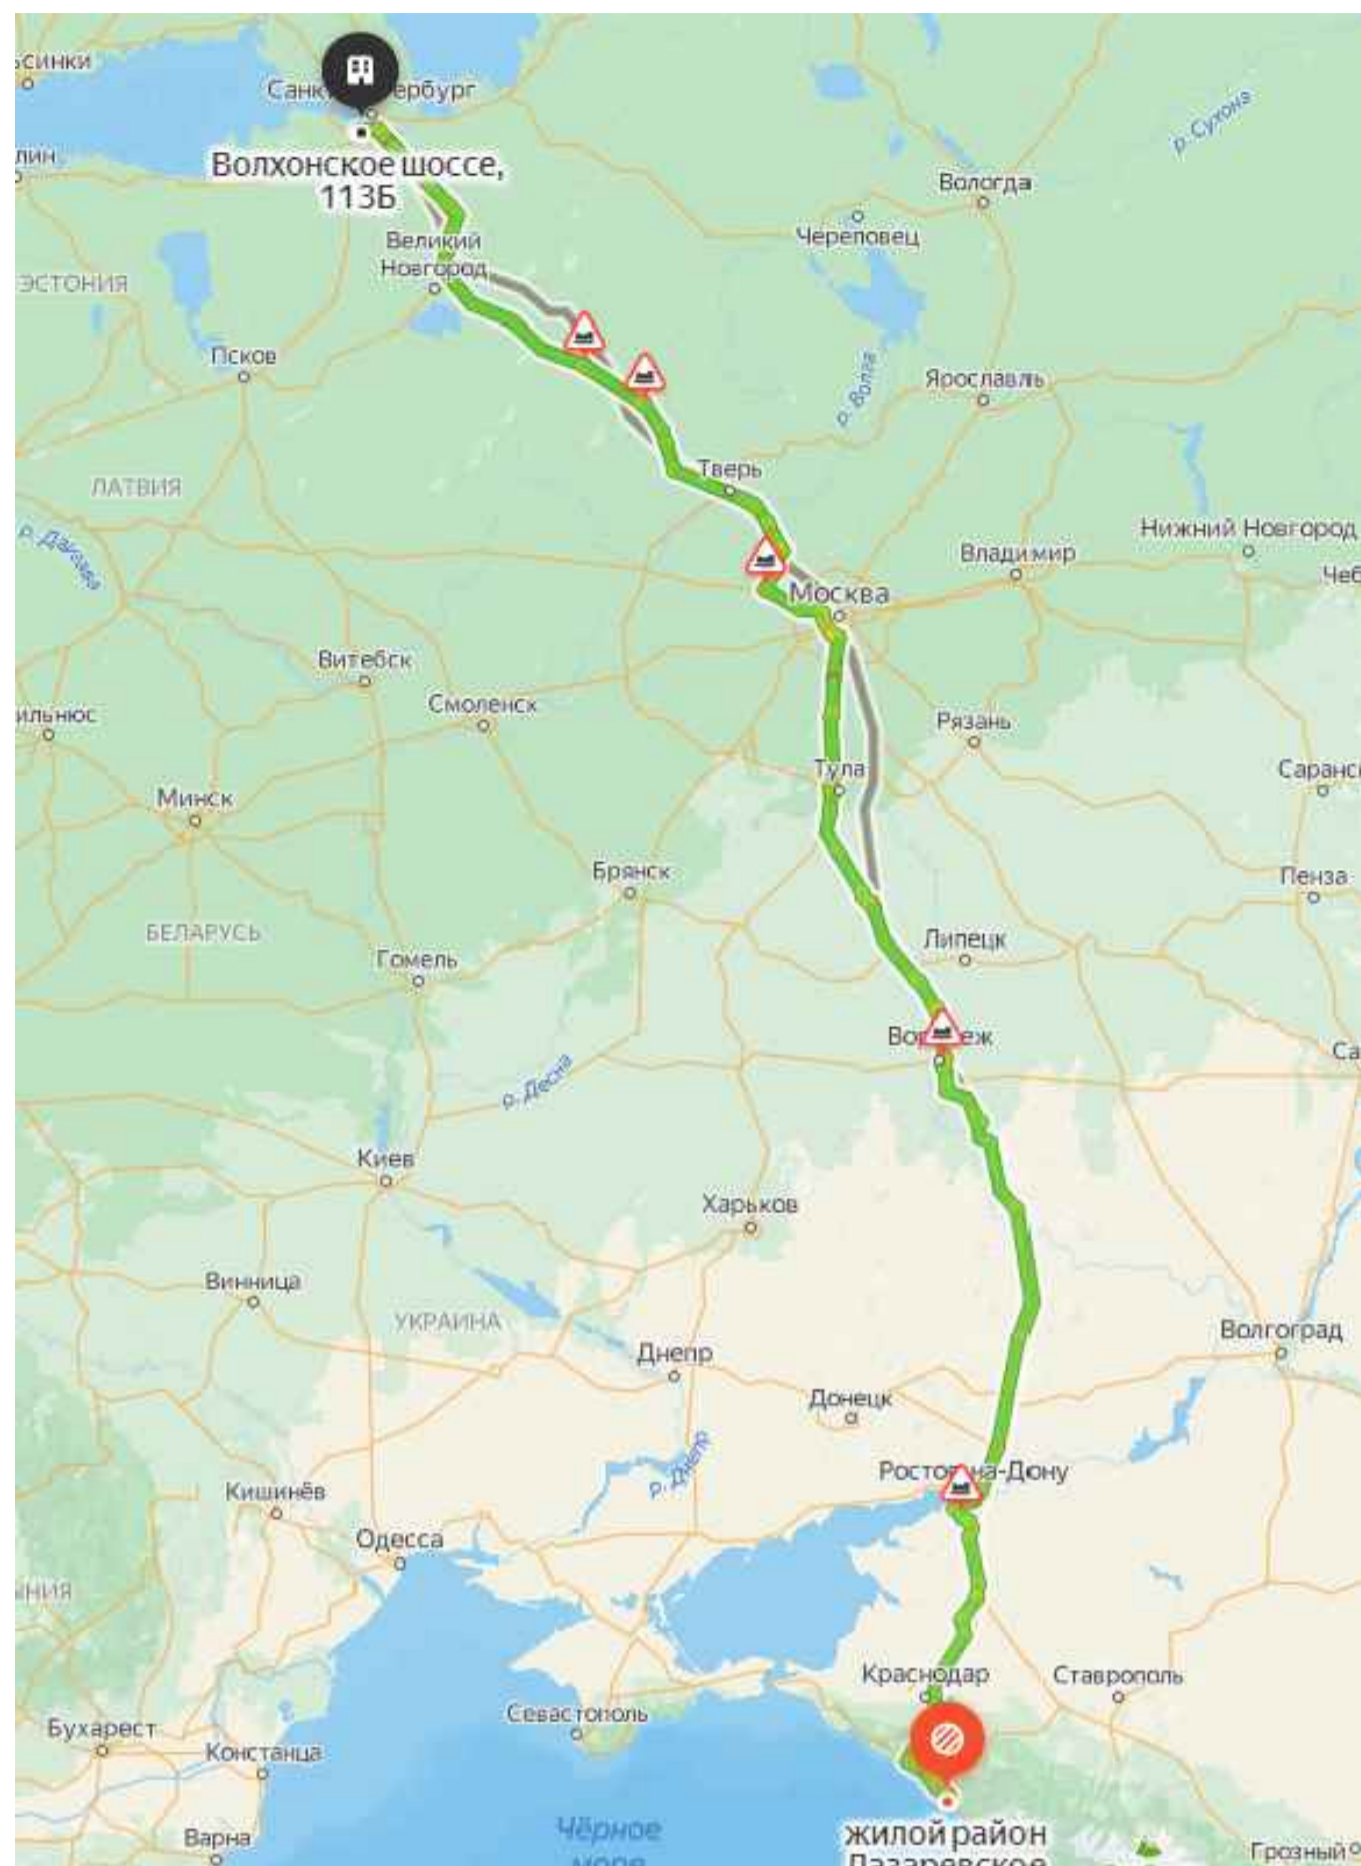 Волхонское шоссе,
113Б
Вологда
р. Сухона
Череповец
Великий
Новгород
ЭСТОНИЯ
Псков
Ярославль
р. Волга
Тверь
ЛАТВИЯ
Нижний Новгород
Владимир
Москва
Витебск
Смоленск
Рязань
Тула
Минск
Брянск
Пенза
БЕЛАРУСЬ
Липецк
Гомель
р. Десна
Киев
Харьков
Винница
УКРАИНА
Волгоград
Днепр
Донецк
р. Днепр
Кишинёв
Одесса
Краснодар
Ставрополь
Севастополь
Бухарест
Констанца
Чёрное
море
жилой район
Лазаревское
Варна
Грозный